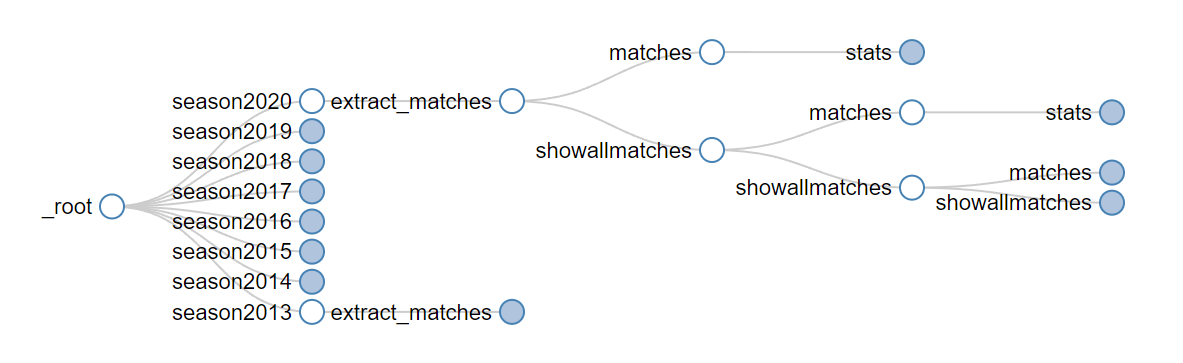 matches
stats
season2020
extract_matches
matches
stats
season2019
showallmatches
season2018
matches
season2017
showallmatches
showallmatches
_root
season2016
season2015
season2014
season2013
extract_matches